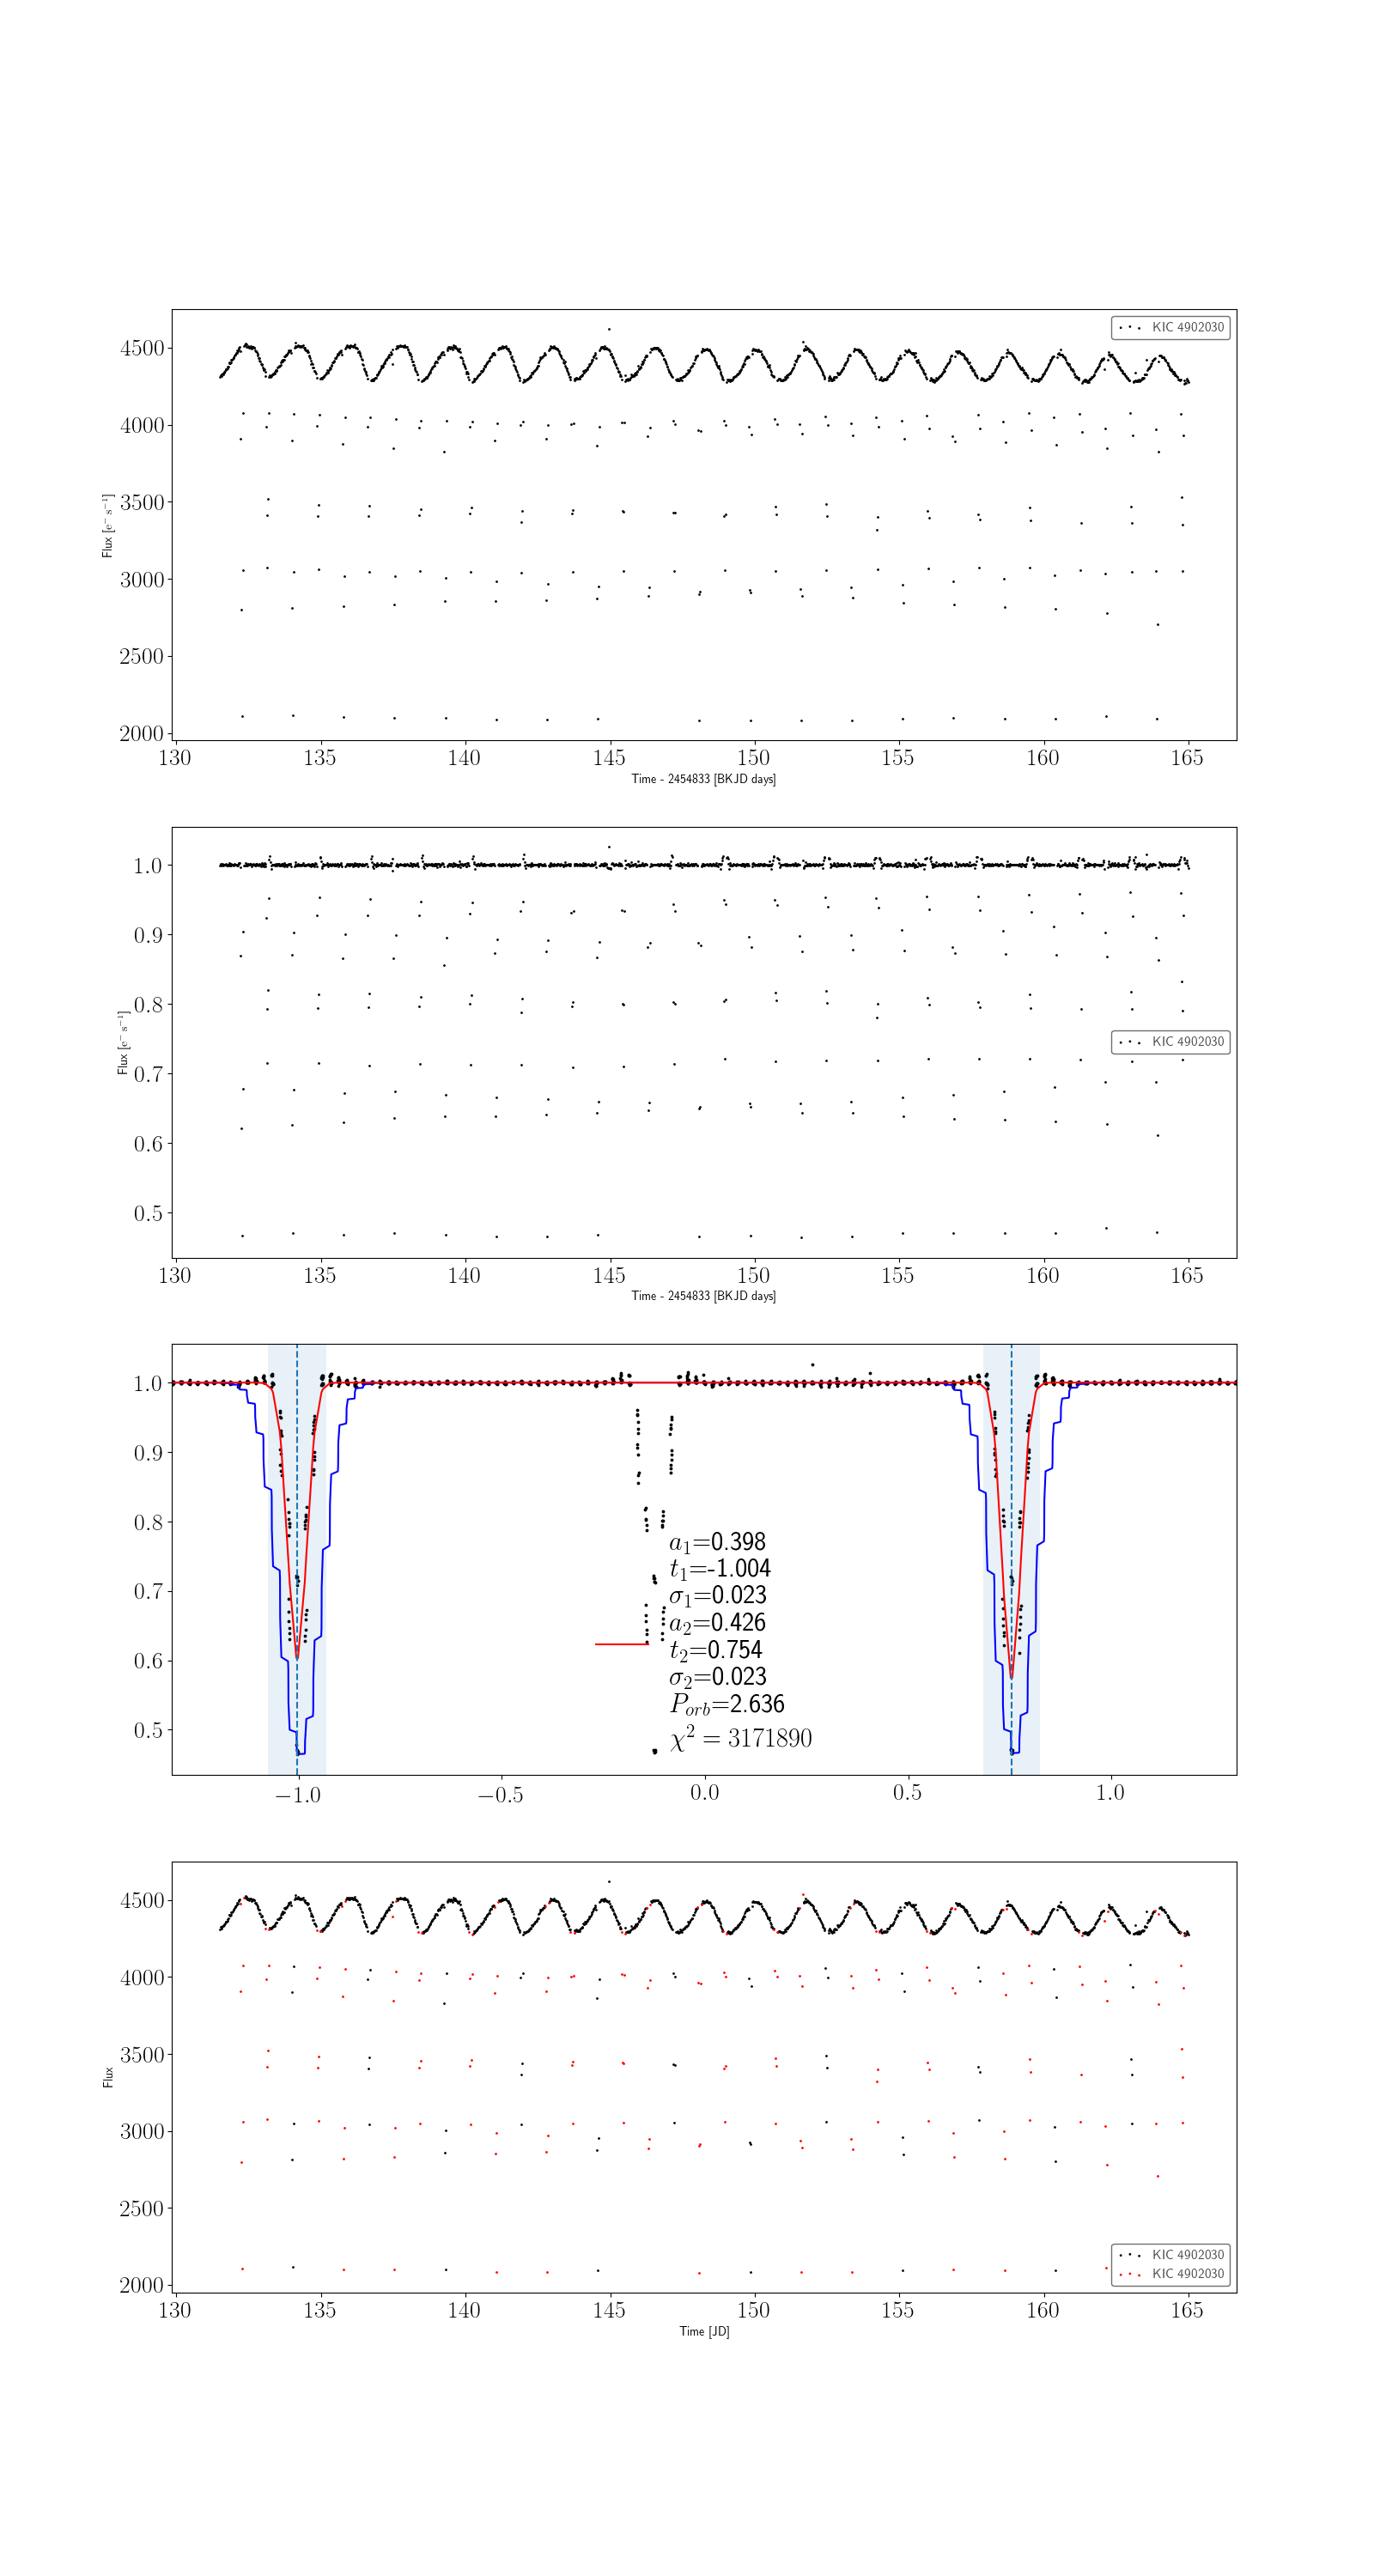 KIC 4902030
4500
4000
3500
3000
2500
2000
Flux [e⁻ s⁻¹]
130 135 140 145 150 155 160 165
Time - 2454833 [BKJD days]
1.0
0.9
0.8
0.7
0.6
0.5
Flux [e⁻ s⁻¹]
KIC 4902030
130 135 140 145 150 155 160 165
Time - 2454833 [BKJD days]
1.0
0.9
0.8
0.7
0.6
0.5
a₁=0.398
t₁=-1.004
σ₁=0.023
a₂=0.426
t₂=0.754
σ₂=0.023
P_orb=2.636
χ² = 3171890
−1.0 −0.5 0.0 0.5 1.0
4500
4000
3500
3000
2500
2000
Flux
KIC 4902030
KIC 4902030
130 135 140 145 150 155 160 165
Time [JD]